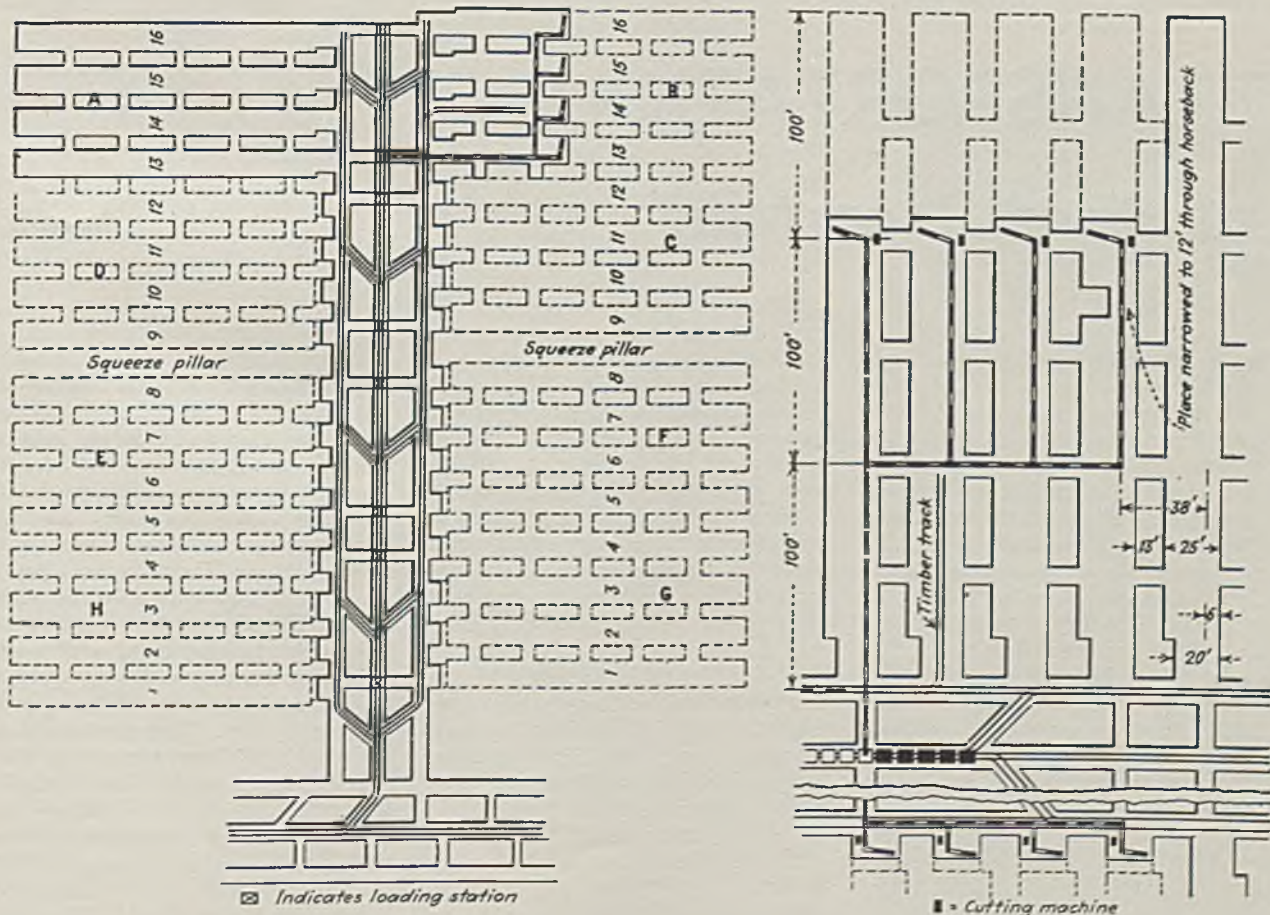 16
15
A
14
13
12
11
D
10
9
Squeeze pillar
8
7
E
6
5
4
H
3
2
1
16
15
B
14
13
12
11
C
10
9
Squeeze pillar
8
7
F
6
5
4
3
G
2
1
☒ Indicates loading station
100'
100'
100'
Place narrowed to 12' through horseback
Timber track
38'
13'
25'
20'
▮ = Cutting machine